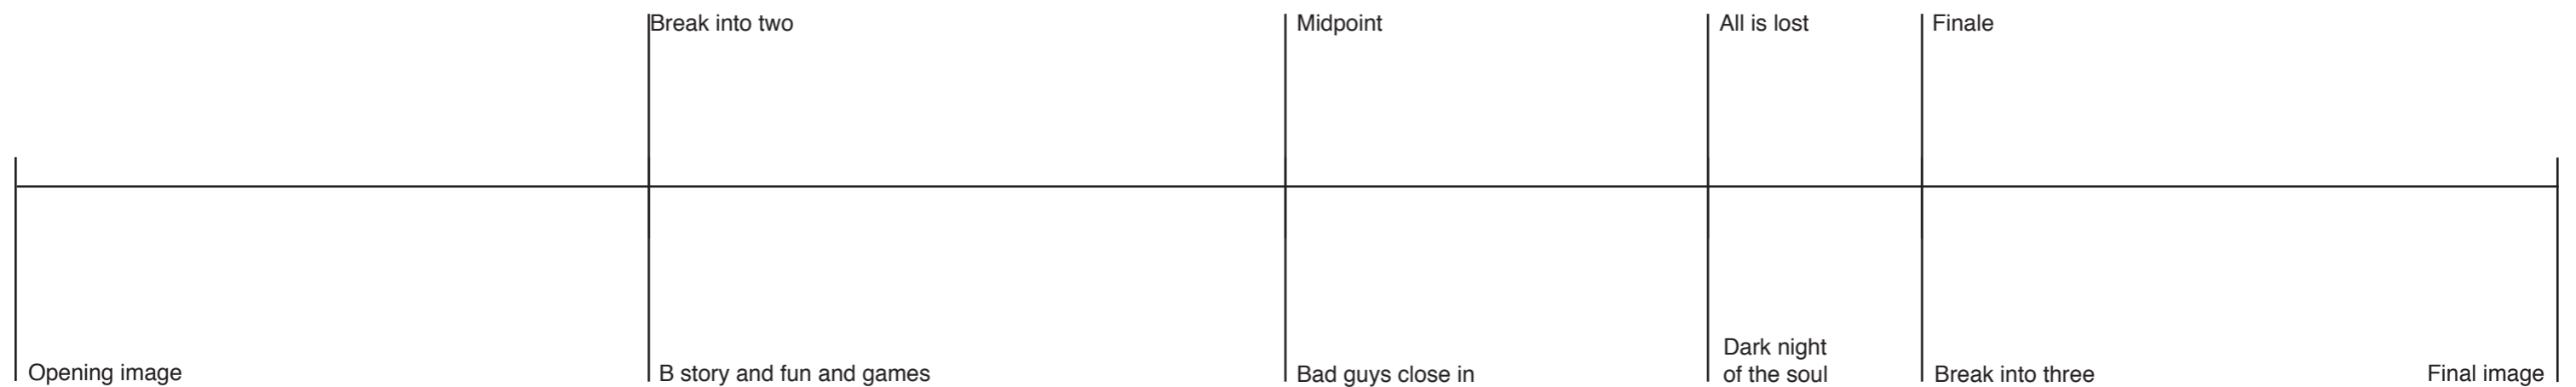 Break into two
Midpoint
All is lost
Finale
Opening image
B story and fun and games
Bad guys close in
Dark night
of the soul
Break into three
Final image